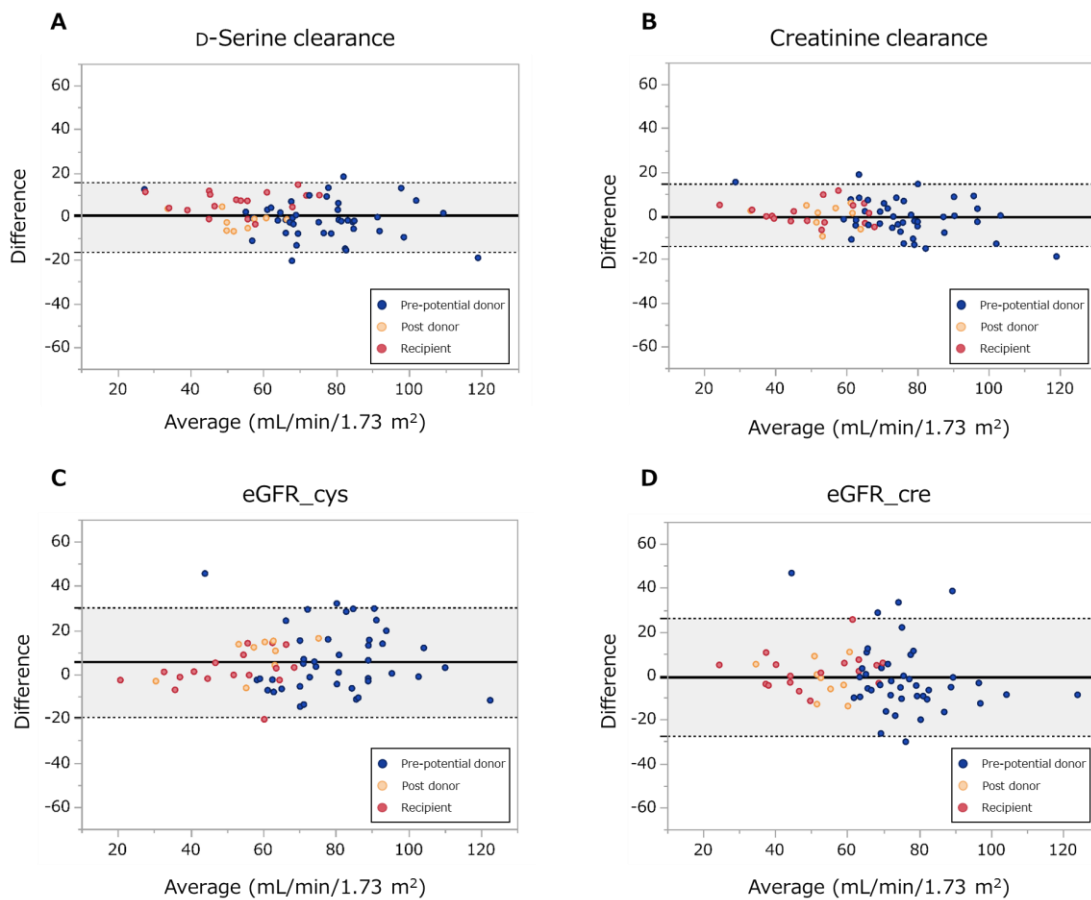 A
D-Serine clearance
60
40
20
0
-20
-40
-60
Difference
20
40
60
80
100
120
Average (mL/min/1.73 m²)
Pre-potential donor
Post donor
Recipient
B
Creatinine clearance
60
40
20
0
-20
-40
-60
Difference
20
40
60
80
100
120
Average (mL/min/1.73 m²)
Pre-potential donor
Post donor
Recipient
C
eGFR_cys
60
40
20
0
-20
-40
-60
Difference
20
40
60
80
100
120
Average (mL/min/1.73 m²)
Pre-potential donor
Post donor
Recipient
D
eGFR_cre
60
40
20
0
-20
-40
-60
Difference
20
40
60
80
100
120
Average (mL/min/1.73 m²)
Pre-potential donor
Post donor
Recipient